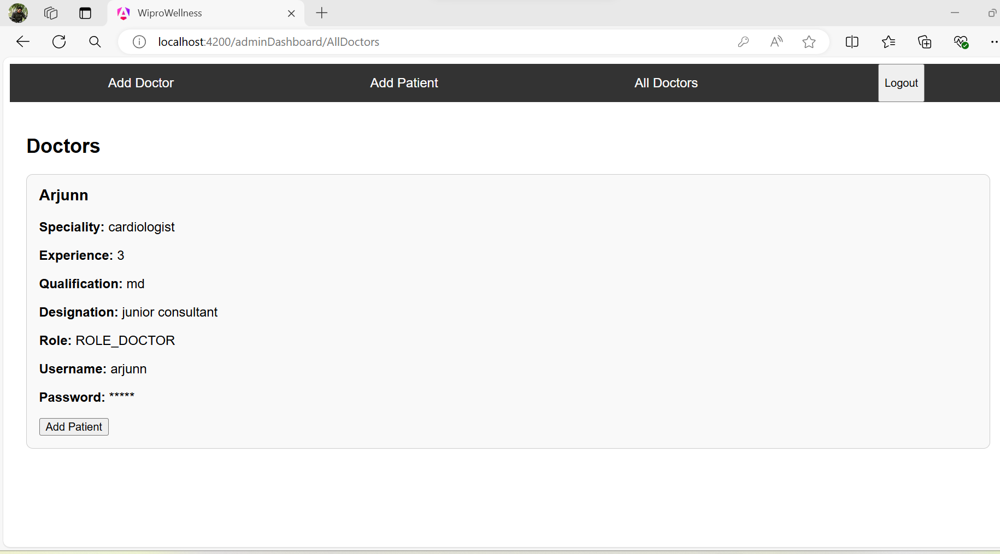 WiproWellness
localhost:4200/adminDashboard/AllDoctors
Add Doctor
Add Patient
All Doctors
Logout
Doctors
Arjunn
Speciality: cardiologist
Experience: 3
Qualification: md
Designation: junior consultant
Role: ROLE_DOCTOR
Username: arjunn
Password: *****
Add Patient